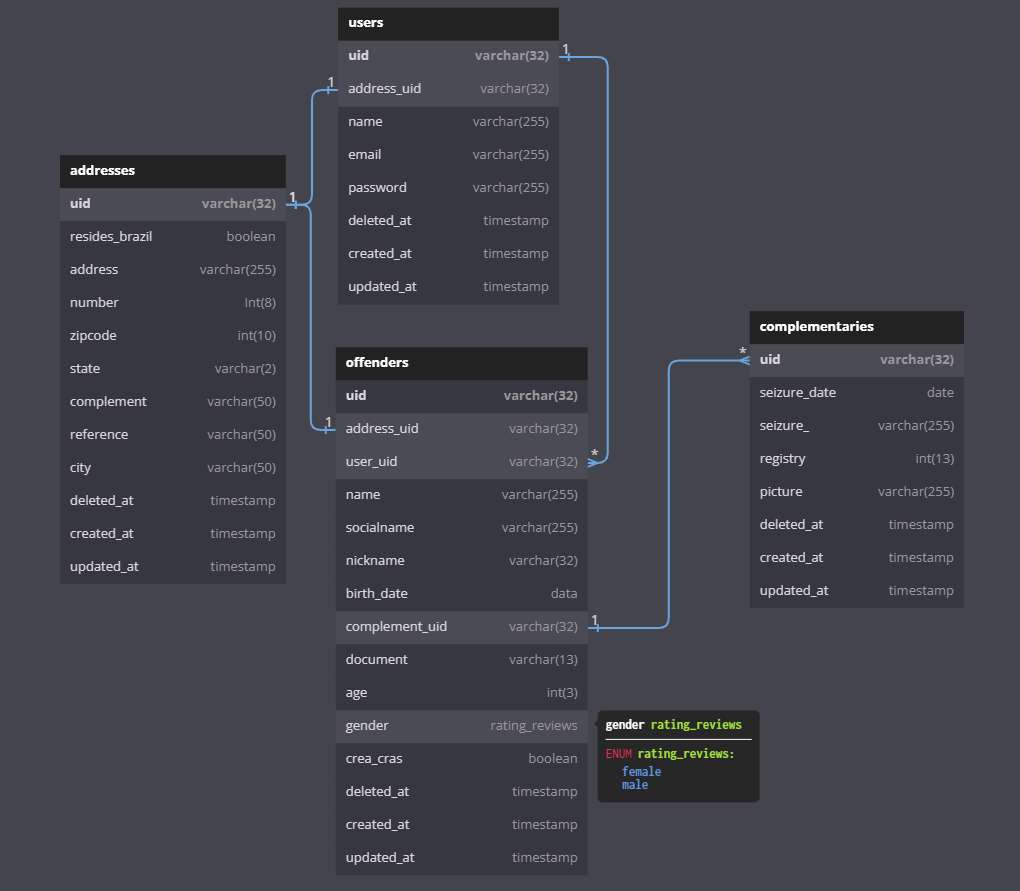 users
uid varchar(32)
address_uid varchar(32)
name varchar(255)
email varchar(255)
password varchar(255)
deleted_at timestamp
created_at timestamp
updated_at timestamp
1
1
addresses
uid varchar(32)
resides_brazil boolean
address varchar(255)
number Int(8)
zipcode int(10)
state varchar(2)
complement varchar(50)
reference varchar(50)
city varchar(50)
deleted_at timestamp
created_at timestamp
updated_at timestamp
1
offenders
uid varchar(32)
address_uid varchar(32)
user_uid varchar(32)
name varchar(255)
socialname varchar(255)
nickname varchar(32)
birth_date data
complement_uid varchar(32)
document varchar(13)
age int(3)
gender rating_reviews
crea_cras boolean
deleted_at timestamp
created_at timestamp
updated_at timestamp
1
*
1
complementaries
uid varchar(32)
seizure_date date
seizure_ varchar(255)
registry int(13)
picture varchar(255)
deleted_at timestamp
created_at timestamp
updated_at timestamp
*
gender rating_reviews
ENUM rating_reviews:
female
male